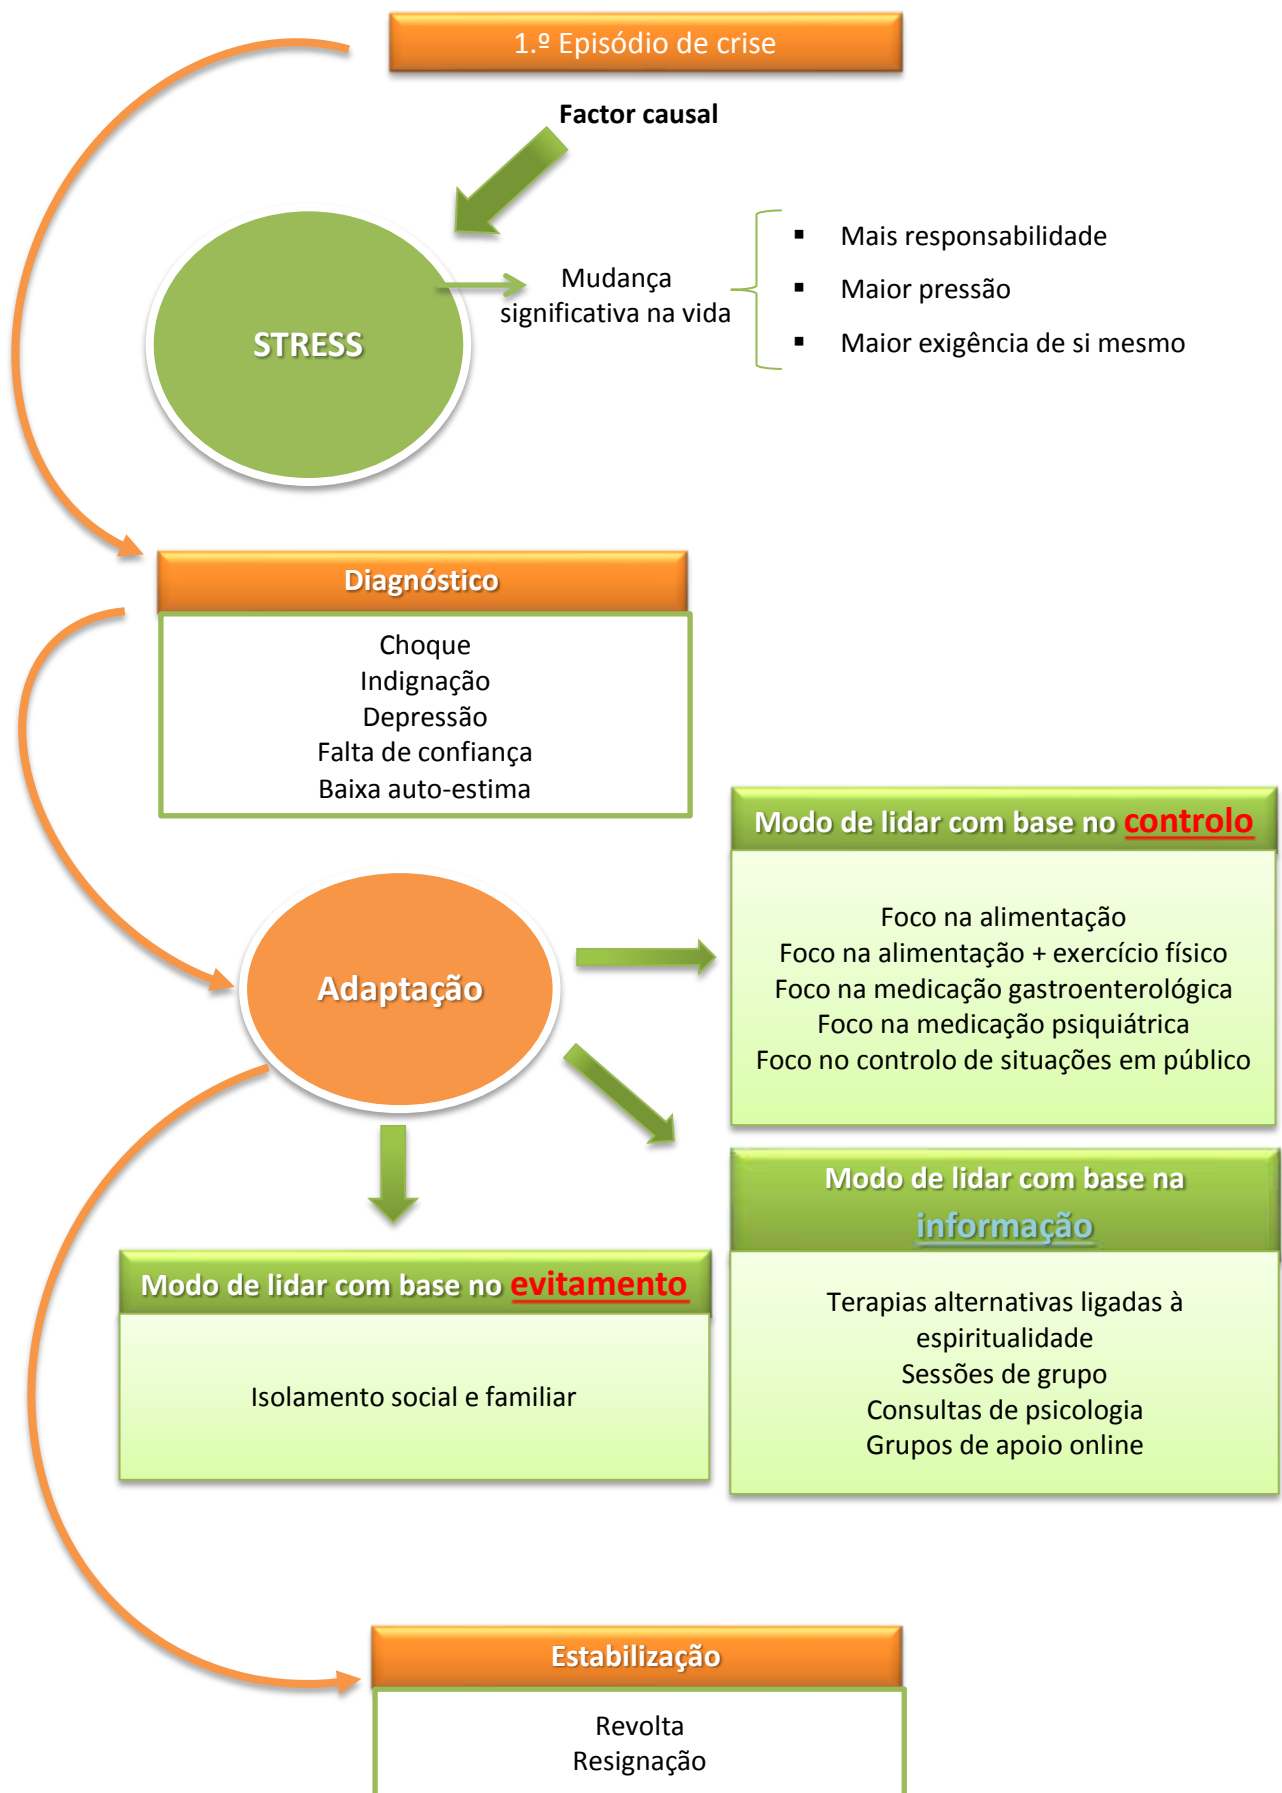 1.º Episódio de crise
Factor causal
STRESS
Mudança
significativa na vida
▪ Mais responsabilidade
▪ Maior pressão
▪ Maior exigência de si mesmo
Diagnóstico
Choque
Indignação
Depressão
Falta de confiança
Baixa auto-estima
Adaptação
Modo de lidar com base no controlo
Foco na alimentação
Foco na alimentação + exercício físico
Foco na medicação gastroenterológica
Foco na medicação psiquiátrica
Foco no controlo de situações em público
Modo de lidar com base na
informação
Terapias alternativas ligadas à
espiritualidade
Sessões de grupo
Consultas de psicologia
Grupos de apoio online
Modo de lidar com base no evitamento
Isolamento social e familiar
Estabilização
Revolta
Resignação